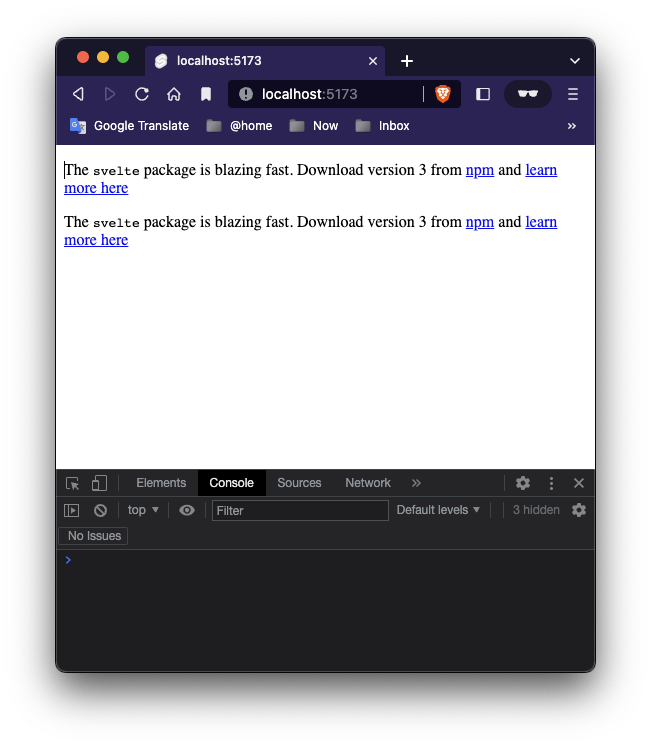 localhost:5173
localhost:5173
Google Translate @home Now Inbox »
The svelte package is blazing fast. Download version 3 from npm and learn
more here
The svelte package is blazing fast. Download version 3 from npm and learn
more here
Elements Console Sources Network »
top Filter Default levels 3 hidden
No Issues